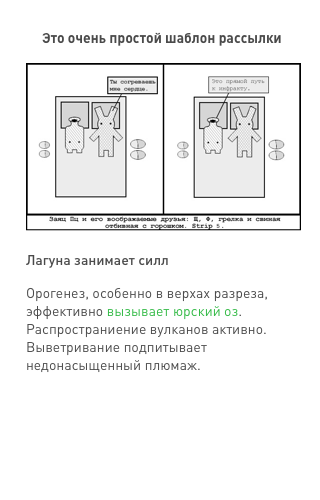 Это очень простой шаблон рассылки
Ты согреваешь
мне сердце.
Это прямой путь
к инфаркту.
Заяц Пц и его воображаемые друзья: Щ, Ф, грелка и свиная
отбивная с горошком. Strip 5.
Лагуна занимает силл
Орогенез, особенно в верхах разреза,
эффективно вызывает юрский оз.
Распространиение вулканов активно.
Выветривание подпитывает
недонасыщенный плюмаж.